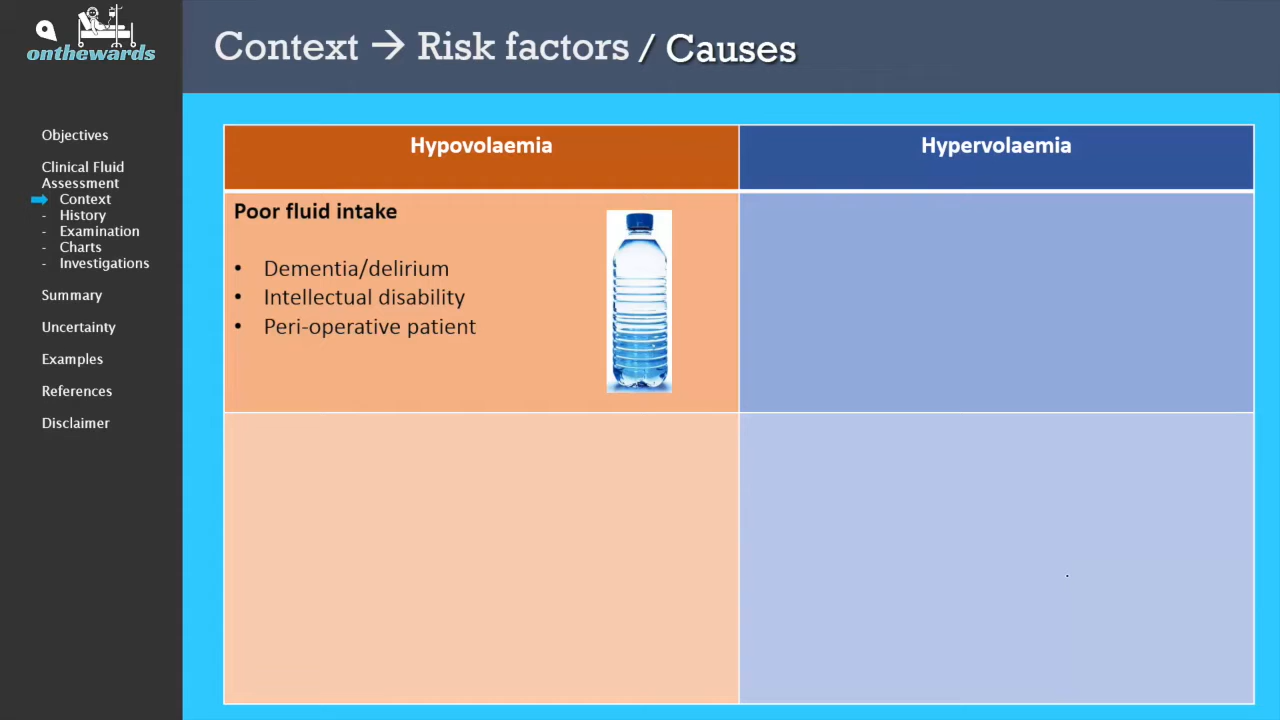 onthewards
Context → Risk factors / Causes
Objectives
Clinical Fluid
Assessment
Context
- History
- Examination
- Charts
- Investigations
Summary
Uncertainty
Examples
References
Disclaimer
Hypovolaemia
Hypervolaemia
Poor fluid intake
• Dementia/delirium
• Intellectual disability
• Peri-operative patient